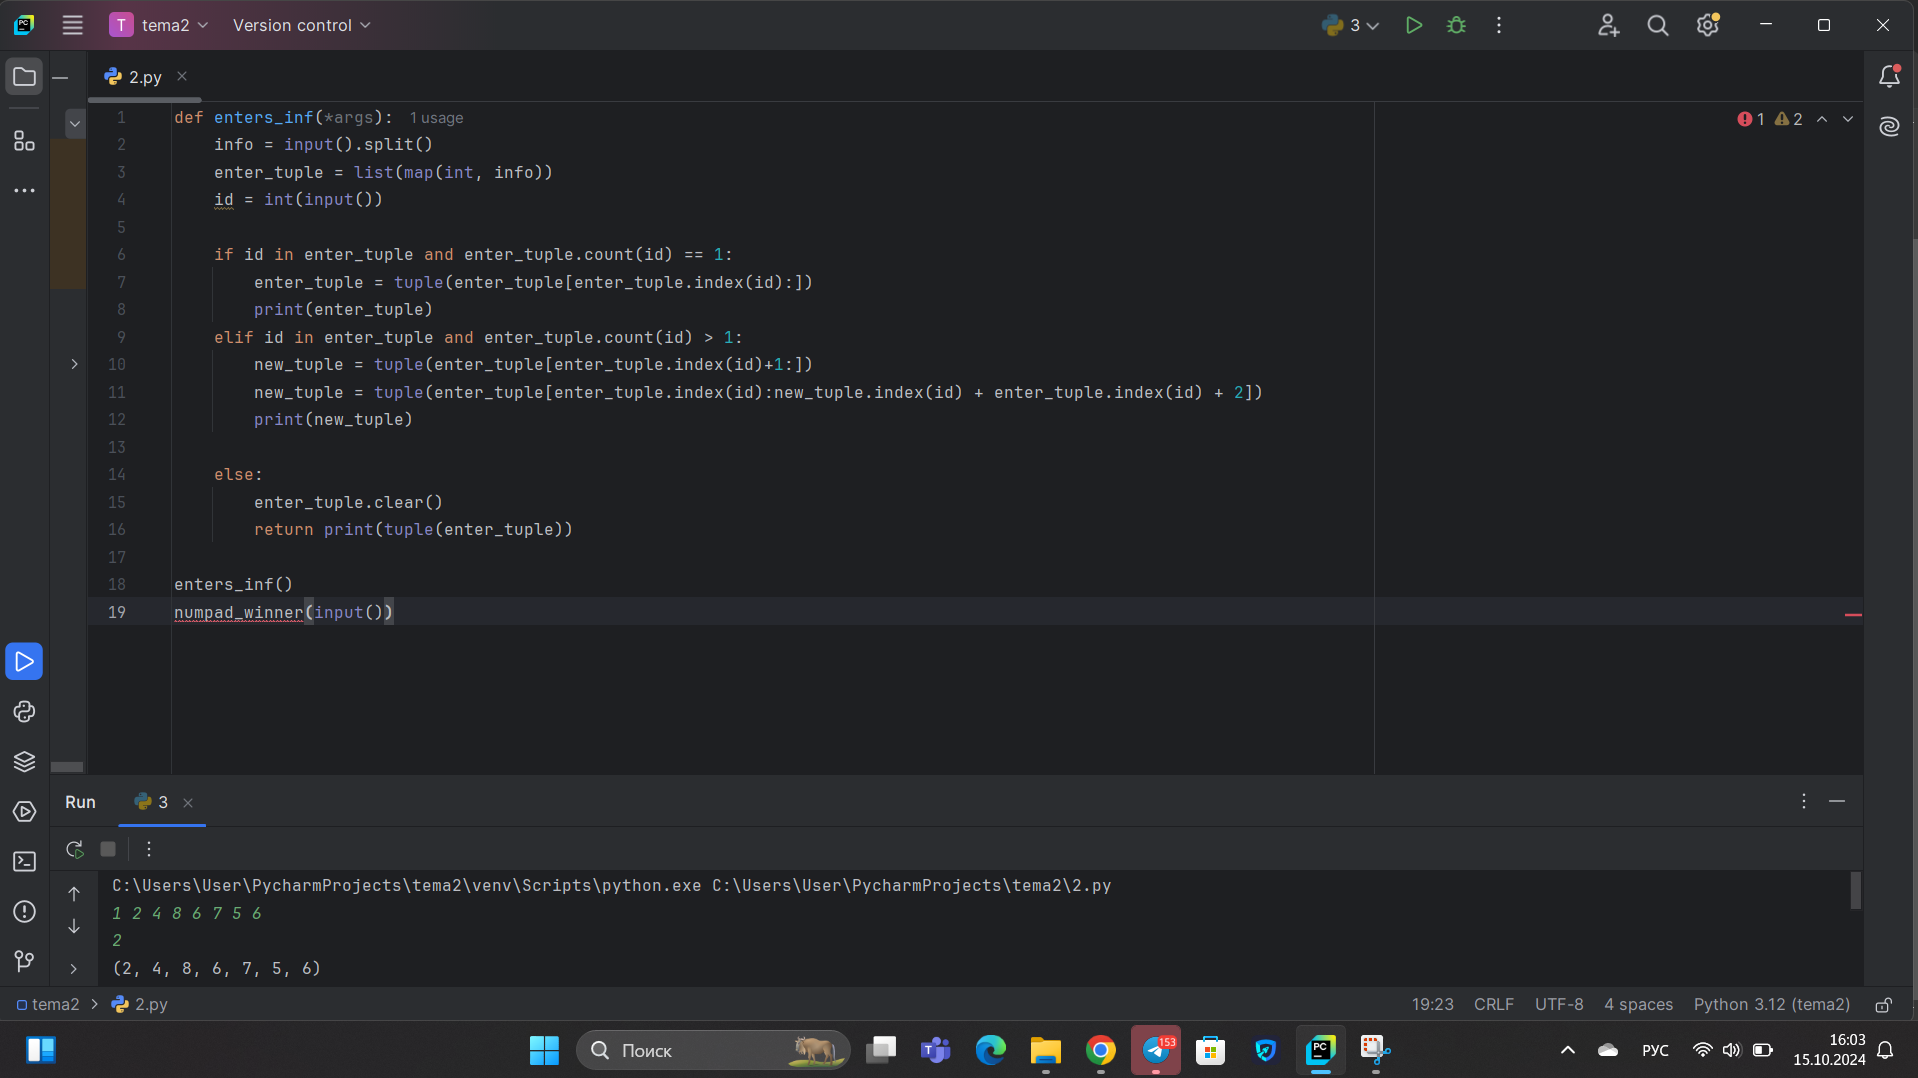 T tema2 Version control 3
2.py
1 def enters_inf(*args): 1 usage 1 2
2 info = input().split()
3 enter_tuple = list(map(int, info))
4 id = int(input())
5
6 if id in enter_tuple and enter_tuple.count(id) == 1:
7 enter_tuple = tuple(enter_tuple[enter_tuple.index(id):])
8 print(enter_tuple)
9 elif id in enter_tuple and enter_tuple.count(id) > 1:
10 new_tuple = tuple(enter_tuple[enter_tuple.index(id)+1:])
11 new_tuple = tuple(enter_tuple[enter_tuple.index(id):new_tuple.index(id) + enter_tuple.index(id) + 2])
12 print(new_tuple)
13
14 else:
15 enter_tuple.clear()
16 return print(tuple(enter_tuple))
17
18 enters_inf()
19 numpad_winner(input())
Run 3
C:\Users\User\PycharmProjects\tema2\venv\Scripts\python.exe C:\Users\User\PycharmProjects\tema2\2.py
1 2 4 8 6 7 5 6
2
(2, 4, 8, 6, 7, 5, 6)
tema2 2.py 19:23 CRLF UTF-8 4 spaces Python 3.12 (tema2)
Поиск 153 PC РУС 16:03
15.10.2024